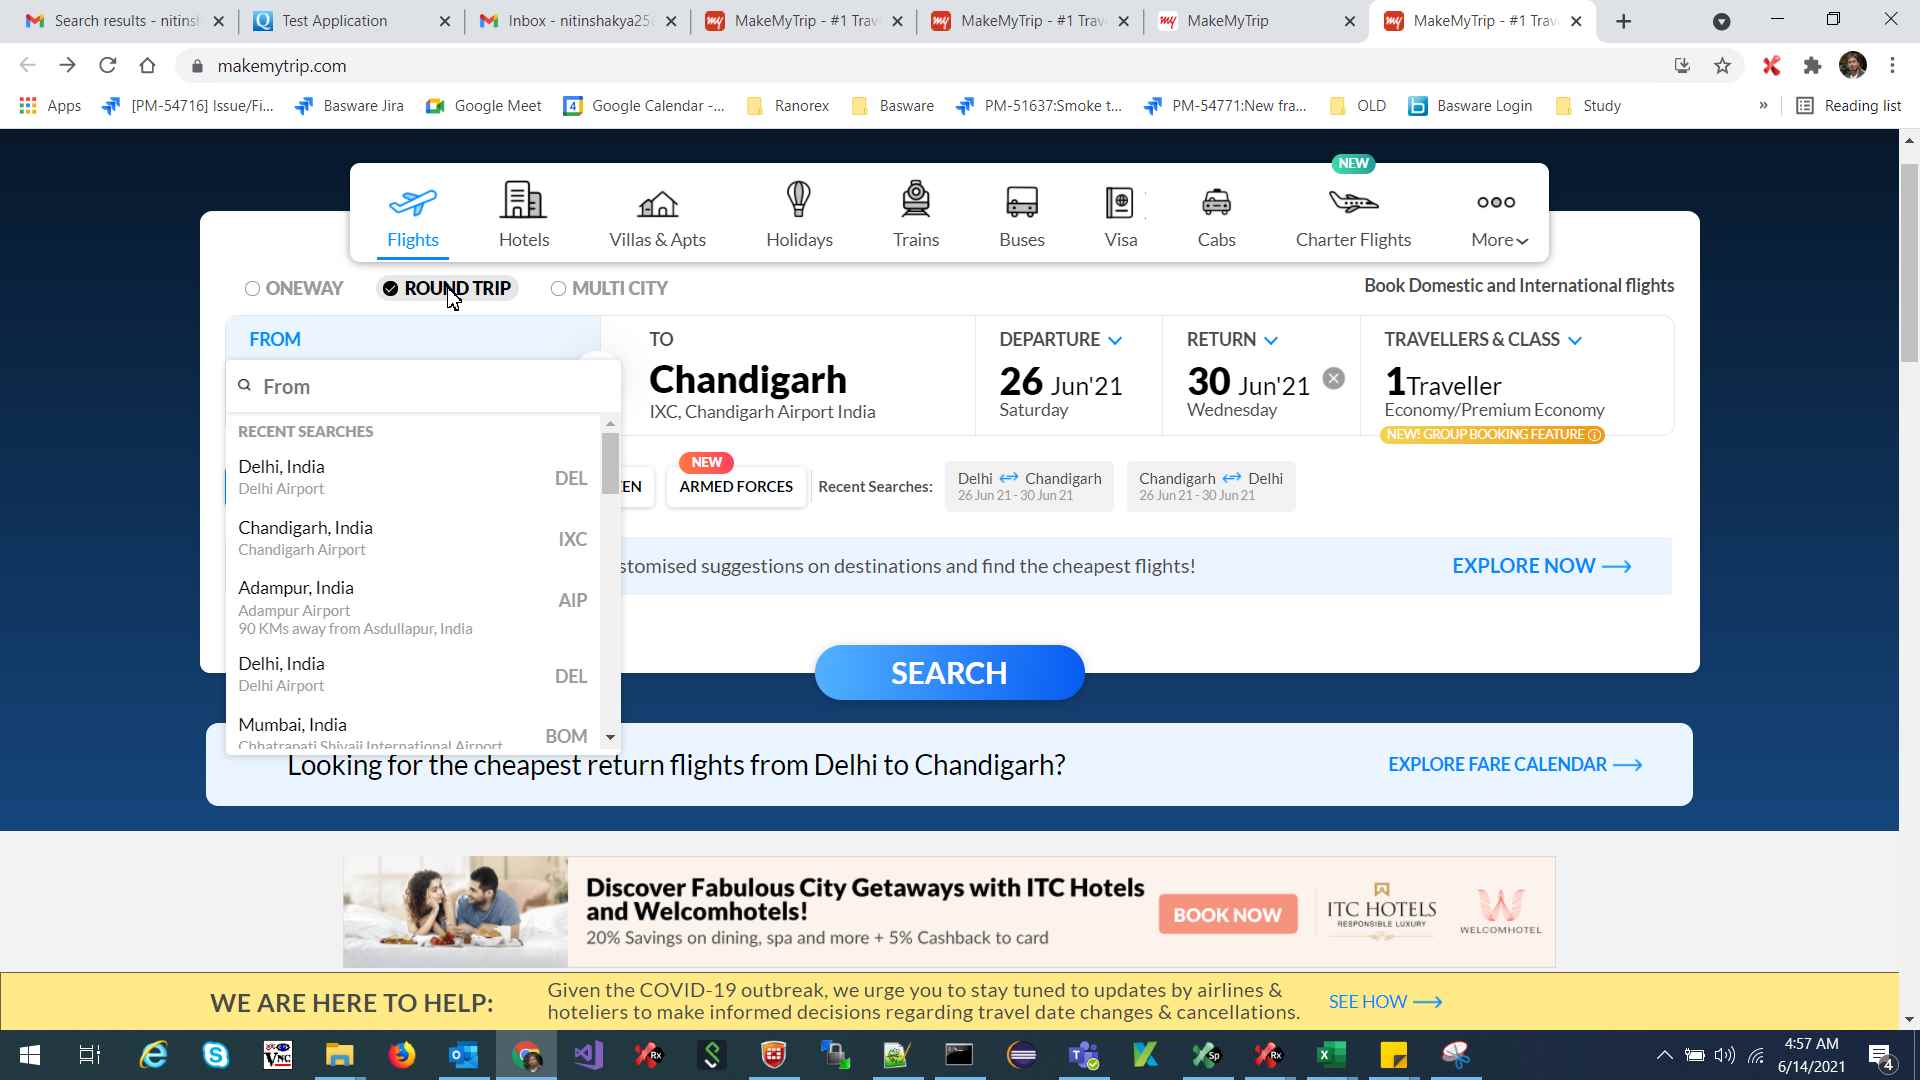 Search results - nitinsh
Test Application
Inbox - nitinshakya250
MakeMyTrip - #1 Trave
MakeMyTrip - #1 Trave
MakeMyTrip
MakeMyTrip - #1 Trav
makemytrip.com
Apps
[PM-54716] Issue/Fi...
Basware Jira
Google Meet
Google Calendar -...
Ranorex
Basware
PM-51637:Smoke t...
PM-54771:New fra...
OLD
Basware Login
Study
»
Reading list
NEW
Flights
Hotels
Villas & Apts
Holidays
Trains
Buses
Visa
Cabs
Charter Flights
More
ONEWAY
ROUND TRIP
MULTI CITY
Book Domestic and International flights
FROM
TO
Chandigarh
IXC, Chandigarh Airport India
DEPARTURE
26 Jun'21
Saturday
RETURN
30 Jun'21
Wednesday
TRAVELLERS & CLASS
1Traveller
Economy/Premium Economy
NEW! GROUP BOOKING FEATURE
From
RECENT SEARCHES
Delhi, India
Delhi Airport
DEL
Chandigarh, India
Chandigarh Airport
IXC
Adampur, India
Adampur Airport
90 KMs away from Asdullapur, India
AIP
Delhi, India
Delhi Airport
DEL
Mumbai, India
Chhatrapati Shivaji International Airport
BOM
EN
NEW
ARMED FORCES
Recent Searches:
Delhi Chandigarh
26 Jun 21 - 30 Jun 21
Chandigarh Delhi
26 Jun 21 - 30 Jun 21
stomised suggestions on destinations and find the cheapest flights!
EXPLORE NOW
SEARCH
Looking for the cheapest return flights from Delhi to Chandigarh?
EXPLORE FARE CALENDAR
Discover Fabulous City Getaways with ITC Hotels
and Welcomhotels!
20% Savings on dining, spa and more + 5% Cashback to card
BOOK NOW
ITC HOTELS
RESPONSIBLE LUXURY
WELCOMHOTEL
WE ARE HERE TO HELP:
Given the COVID-19 outbreak, we urge you to stay tuned to updates by airlines &
hoteliers to make informed decisions regarding travel date changes & cancellations.
SEE HOW
4:57 AM
6/14/2021
4